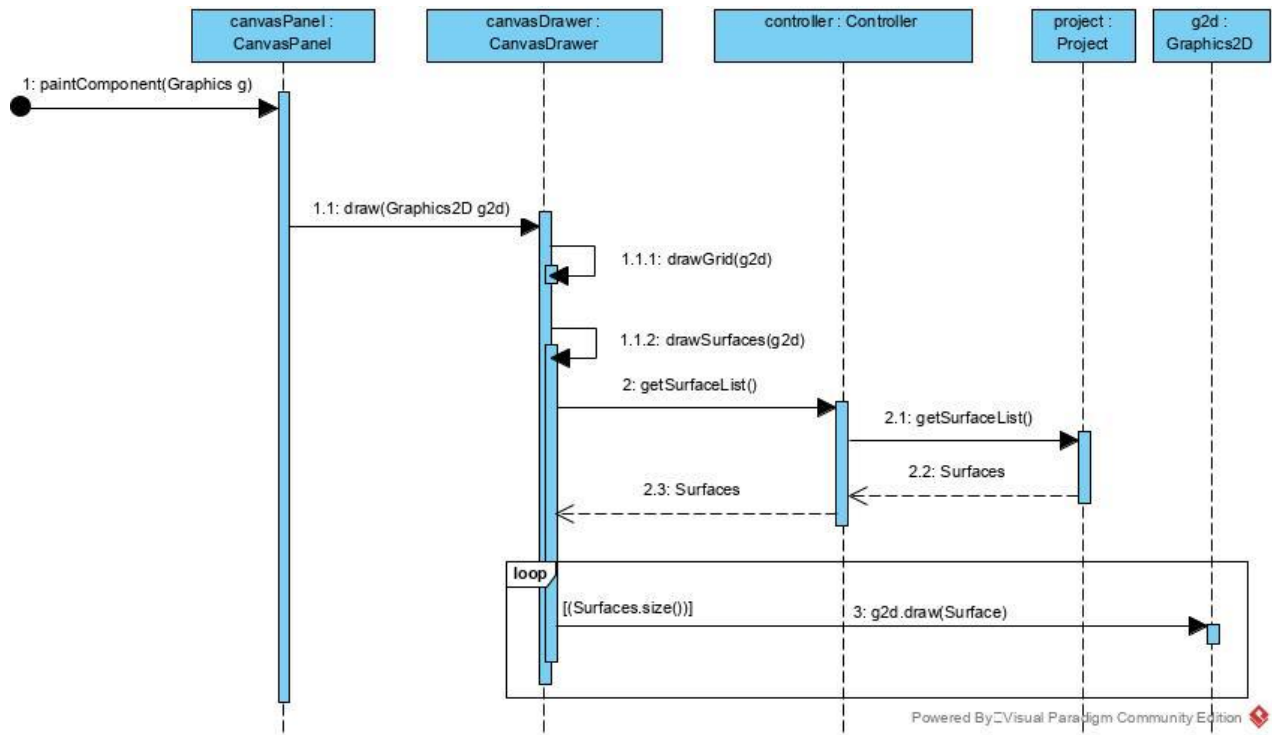 canvasPanel :
CanvasPanel
canvasDrawer :
CanvasDrawer
controller : Controller
project :
Project
g2d :
Graphics2D
1: paintComponent(Graphics g)
1.1: draw(Graphics2D g2d)
1.1.1: drawGrid(g2d)
1.1.2: drawSurfaces(g2d)
2: getSurfaceList()
2.1: getSurfaceList()
2.2: Surfaces
2.3: Surfaces
loop
[(Surfaces.size())]
3: g2d.draw(Surface)
Powered By Visual Paradigm Community Edition